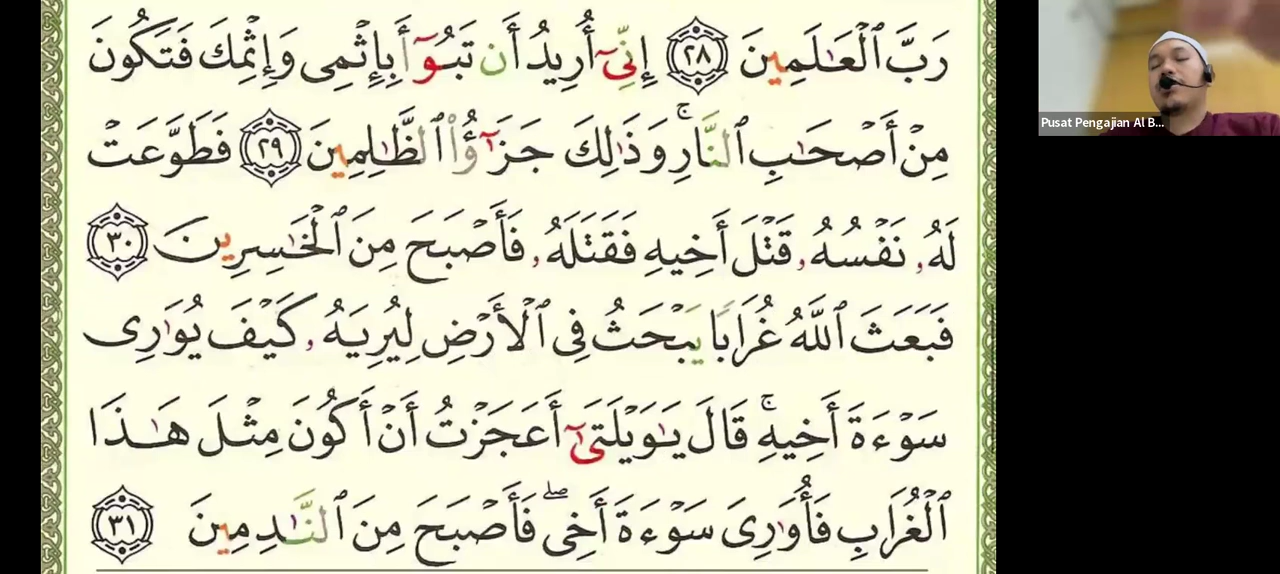 رَبَّ ٱلْعَـٰلَمِينَ ٢٨ إِنِّىٓ أُرِيدُ أَن تَبُوٓأَ بِإِثْمِى وَإِثْمِكَ فَتَكُونَ
مِنْ أَصْحَـٰبِ ٱلنَّارِ ۚ وَذَٰلِكَ جَزَٰٓؤُا۟ ٱلظَّـٰلِمِينَ ٢٩ فَطَوَّعَتْ
لَهُۥ نَفْسُهُۥ قَتْلَ أَخِيهِ فَقَتَلَهُۥ فَأَصْبَحَ مِنَ ٱلْخَـٰسِرِينَ ٣٠
فَبَعَثَ ٱللَّهُ غُرَابًا يَبْحَثُ فِى ٱلْأَرْضِ لِيُرِيَهُۥ كَيْفَ يُوَٰرِى
سَوْءَةَ أَخِيهِ ۚ قَالَ يَـٰوَيْلَتَىٰٓ أَعَجَزْتُ أَنْ أَكُونَ مِثْلَ هَـٰذَا
ٱلْغُرَابِ فَأُوَٰرِىَ سَوْءَةَ أَخِى ۖ فَأَصْبَحَ مِنَ ٱلنَّـٰدِمِينَ ٣١
Pusat Pengajian Al B...